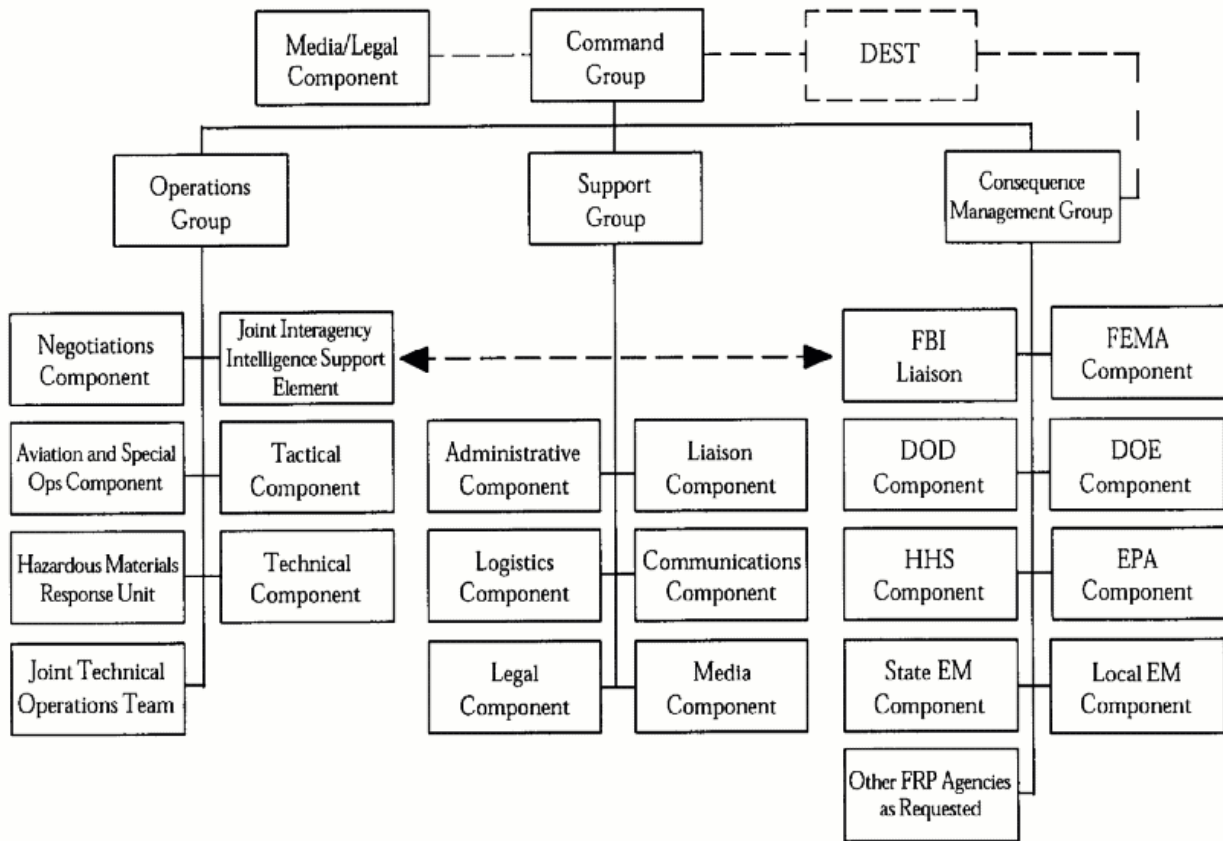 Media/Legal
Component
Command
Group
DEST
Operations
Group
Support
Group
Consequence
Management Group
Negotiations
Component
Joint Interagency
Intelligence Support
Element
FBI
Liaison
FEMA
Component
Aviation and Special
Ops Component
Tactical
Component
Administrative
Component
Liaison
Component
DOD
Component
DOE
Component
Hazardous Materials
Response Unit
Technical
Component
Logistics
Component
Communications
Component
HHS
Component
EPA
Component
Joint Technical
Operations Team
Legal
Component
Media
Component
State EM
Component
Local EM
Component
Other FRP Agencies
as Requested